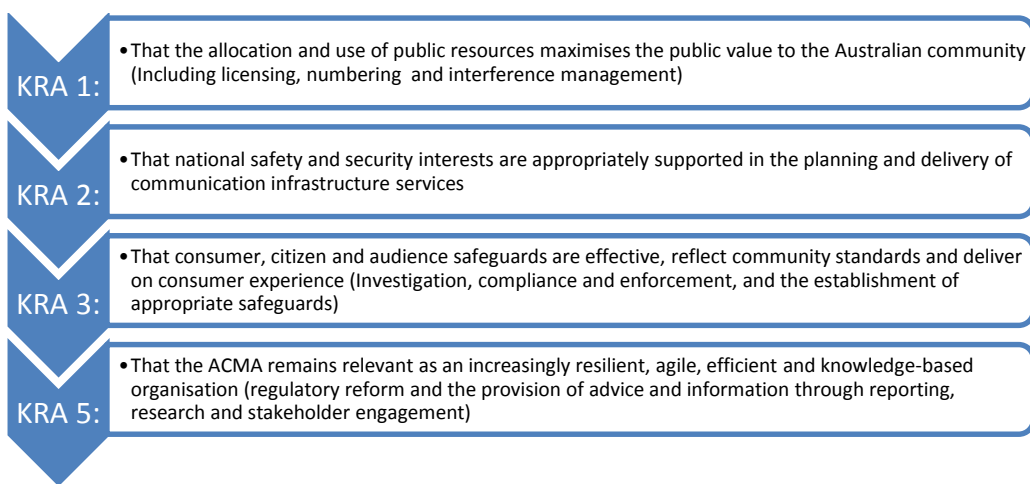 KRA 1:
•That the allocation and use of public resources maximises the public value to the Australian community
(Including licensing, numbering and interference management)
KRA 2:
•That national safety and security interests are appropriately supported in the planning and delivery of
communication infrastructure services
KRA 3:
•That consumer, citizen and audience safeguards are effective, reflect community standards and deliver
on consumer experience (Investigation, compliance and enforcement, and the establishment of
appropriate safeguards)
KRA 5:
•That the ACMA remains relevant as an increasingly resilient, agile, efficient and knowledge-based
organisation (regulatory reform and the provision of advice and information through reporting,
research and stakeholder engagement)